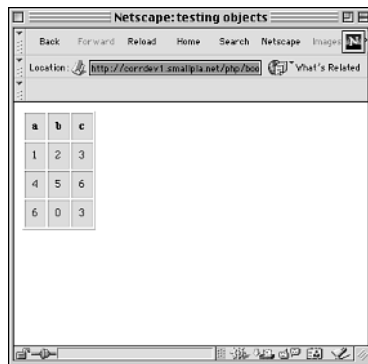 Netscape: testing objects
Back Forward Reload Home Search Netscape Images N
Location: http://corrdev1.smallpla.net/php/boo What's Related
a b c
1 2 3
4 5 6
6 0 3